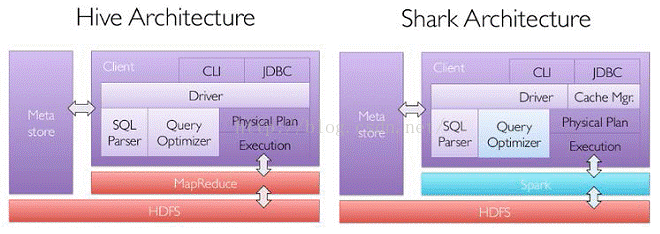 Hive Architecture
Client
CLI
JDBC
Driver
Meta
store
SQL
Parser
Query
Optimizer
Physical Plan
Execution
MapReduce
HDFS
Shark Architecture
Client
CLI
JDBC
Driver
Cache Mgr.
Meta
store
SQL
Parser
Query
Optimizer
Physical Plan
Execution
Spark
HDFS